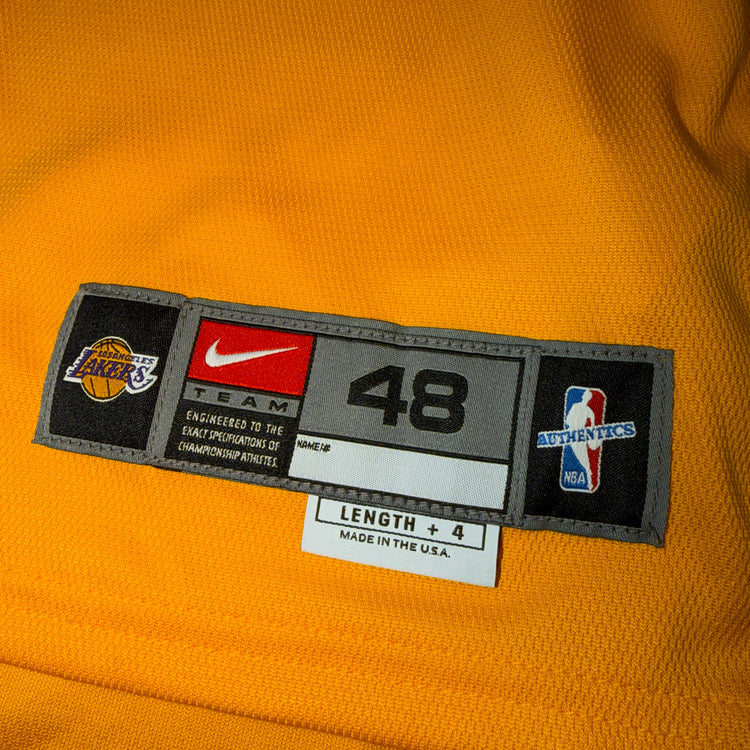 LOS ANGELES
LAKERS
TEAM
ENGINEERED TO THE
EXACT SPECIFICATIONS OF
CHAMPIONSHIP ATHLETES.
48
NAME/#
AUTHENTICS
NBA
LENGTH + 4
MADE IN THE U.S.A.